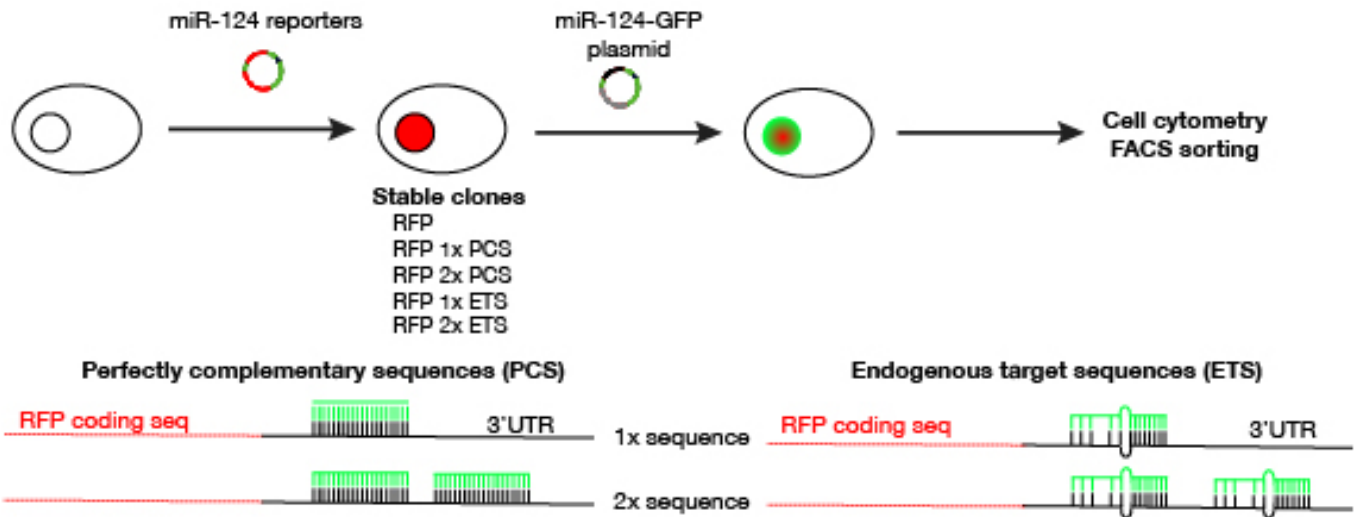 miR-124 reporters
miR-124-GFP
plasmid
Cell cytometry
FACS sorting
Stable clones
RFP
RFP 1x PCS
RFP 2x PCS
RFP 1x ETS
RFP 2x ETS
Perfectly complementary sequences (PCS)
Endogenous target sequences (ETS)
RFP coding seq
3'UTR
1x sequence
RFP coding seq
3'UTR
2x sequence